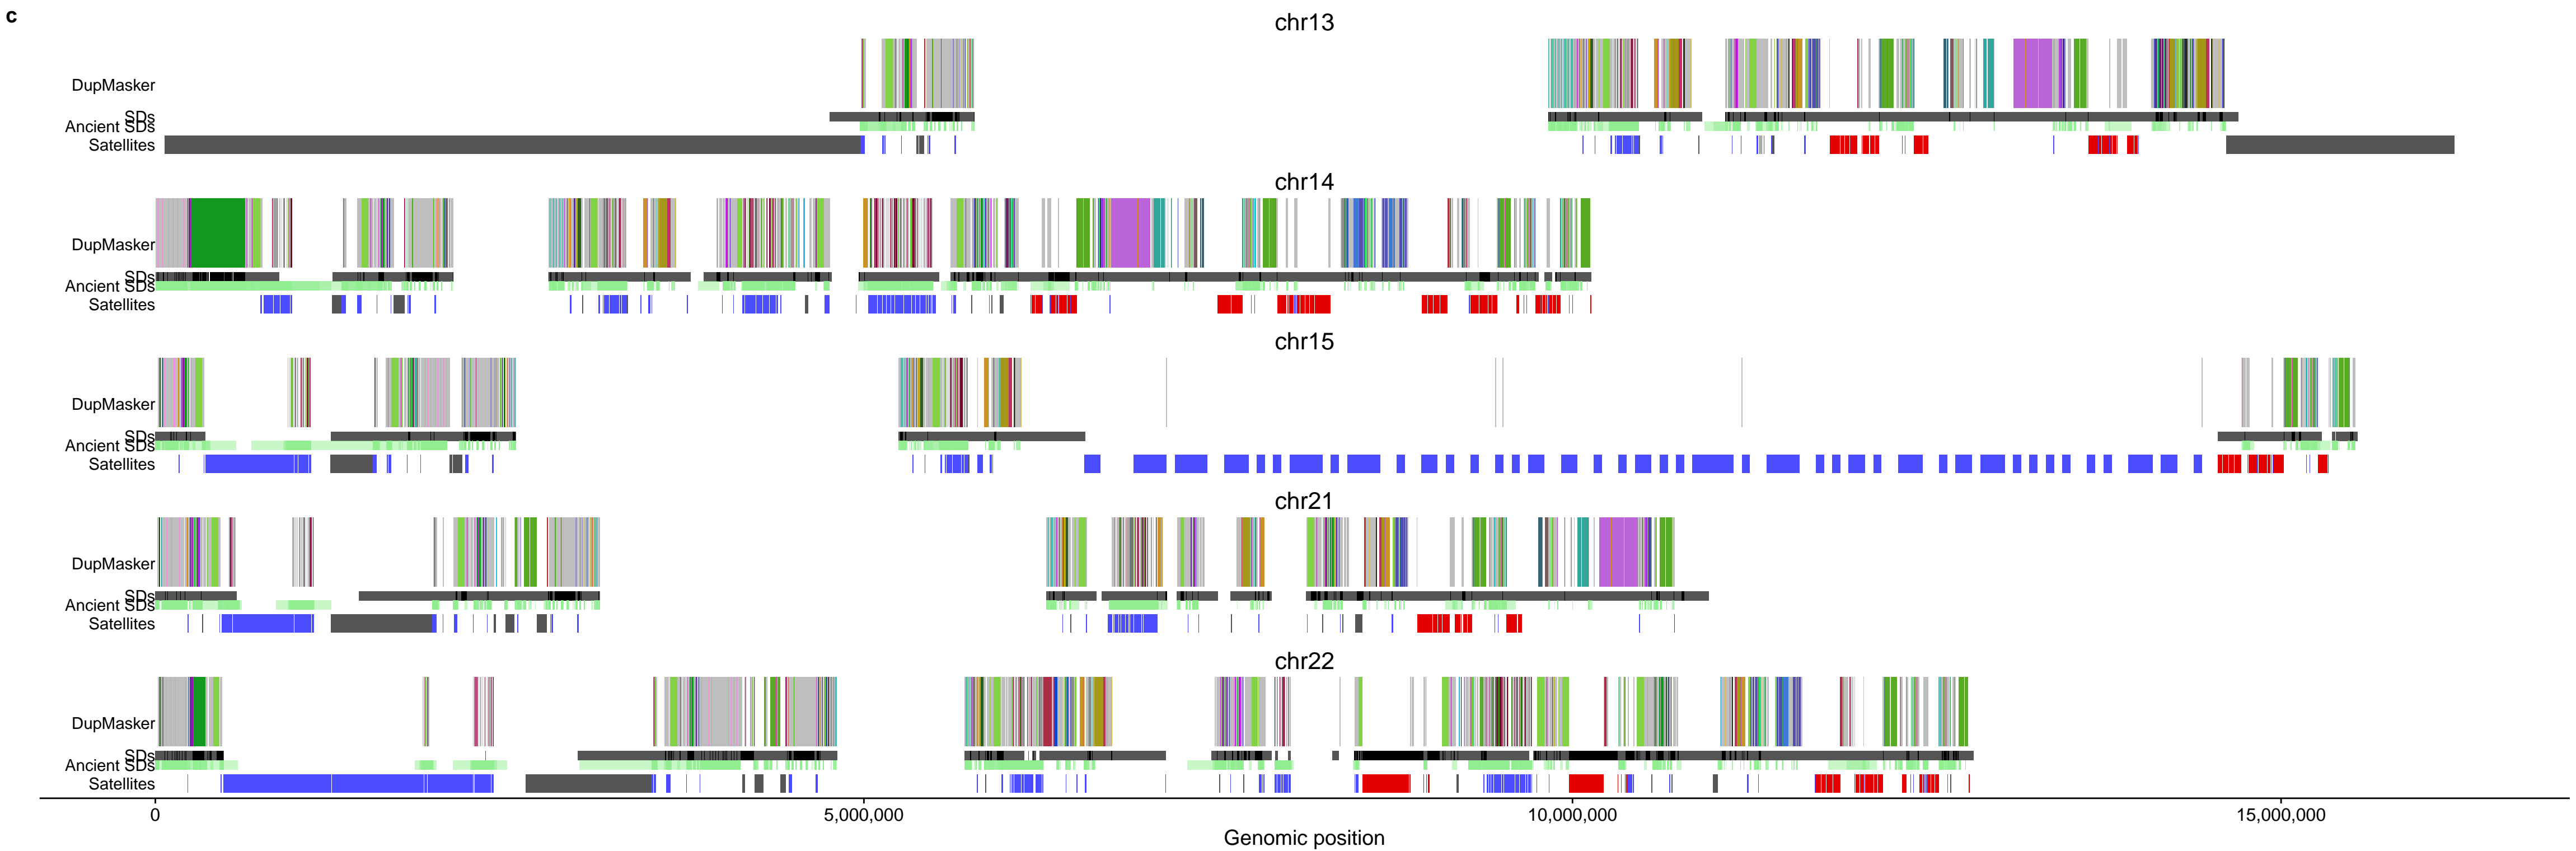 c
chr13
DupMasker
SDs
Ancient SDs
Satellites
chr14
DupMasker
SDs
Ancient SDs
Satellites
chr15
DupMasker
SDs
Ancient SDs
Satellites
chr21
DupMasker
SDs
Ancient SDs
Satellites
chr22
DupMasker
SDs
Ancient SDs
Satellites
0 5,000,000 10,000,000 15,000,000
Genomic position